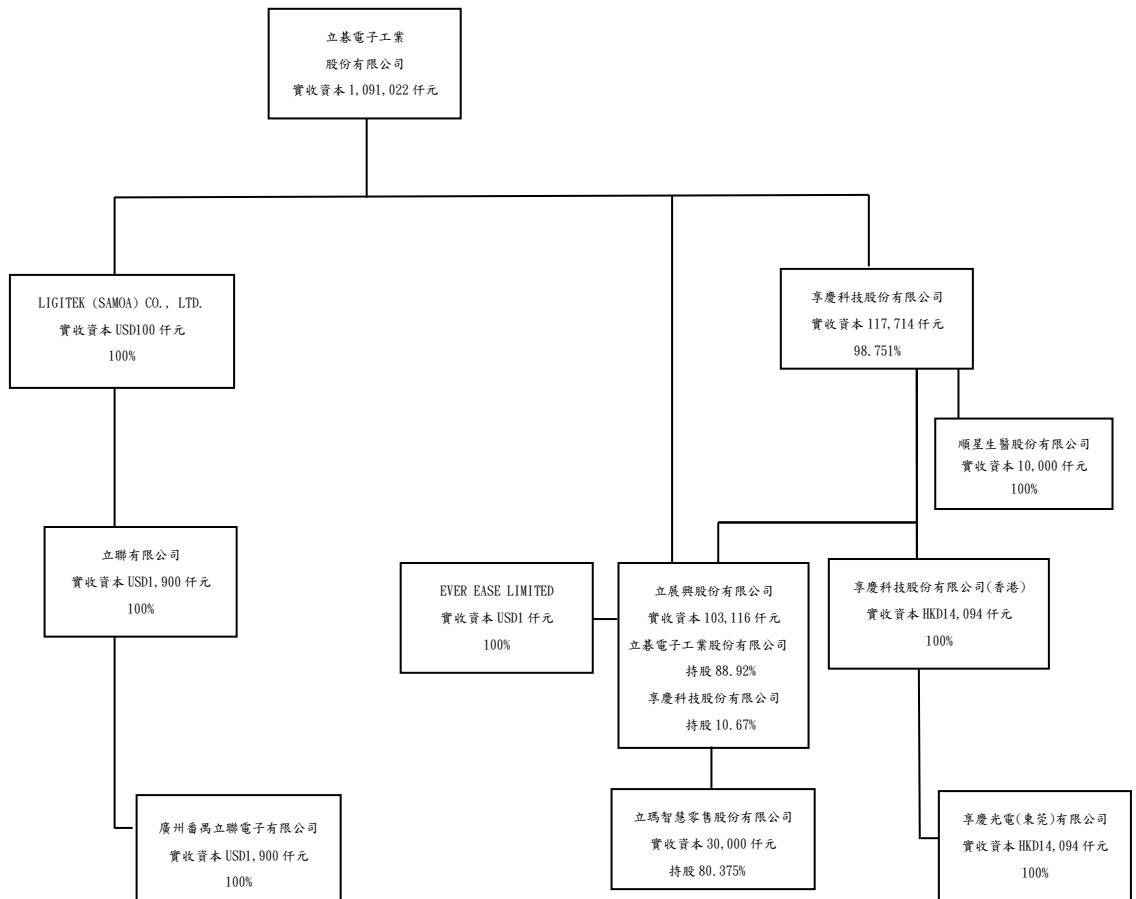 立碁電子工業
股份有限公司
實收資本 1,091,022 仟元
LIGITEK (SAMOA) CO., LTD.
實收資本 USD100 仟元
100%
享慶科技股份有限公司
實收資本 117,714 仟元
98.751%
順星生醫股份有限公司
實收資本 10,000 仟元
100%
立聯有限公司
實收資本 USD1,900 仟元
100%
EVER EASE LIMITED
實收資本 USD1 仟元
100%
立展興股份有限公司
實收資本 103,116 仟元
立碁電子工業股份有限公司
持股 88.92%
享慶科技股份有限公司
持股 10.67%
享慶科技股份有限公司(香港)
實收資本 HKD14,094 仟元
100%
廣州番禺立聯電子有限公司
實收資本 USD1,900 仟元
100%
立瑪智慧零售股份有限公司
實收資本 30,000 仟元
持股 80.375%
享慶光電(東莞)有限公司
實收資本 HKD14,094 仟元
100%